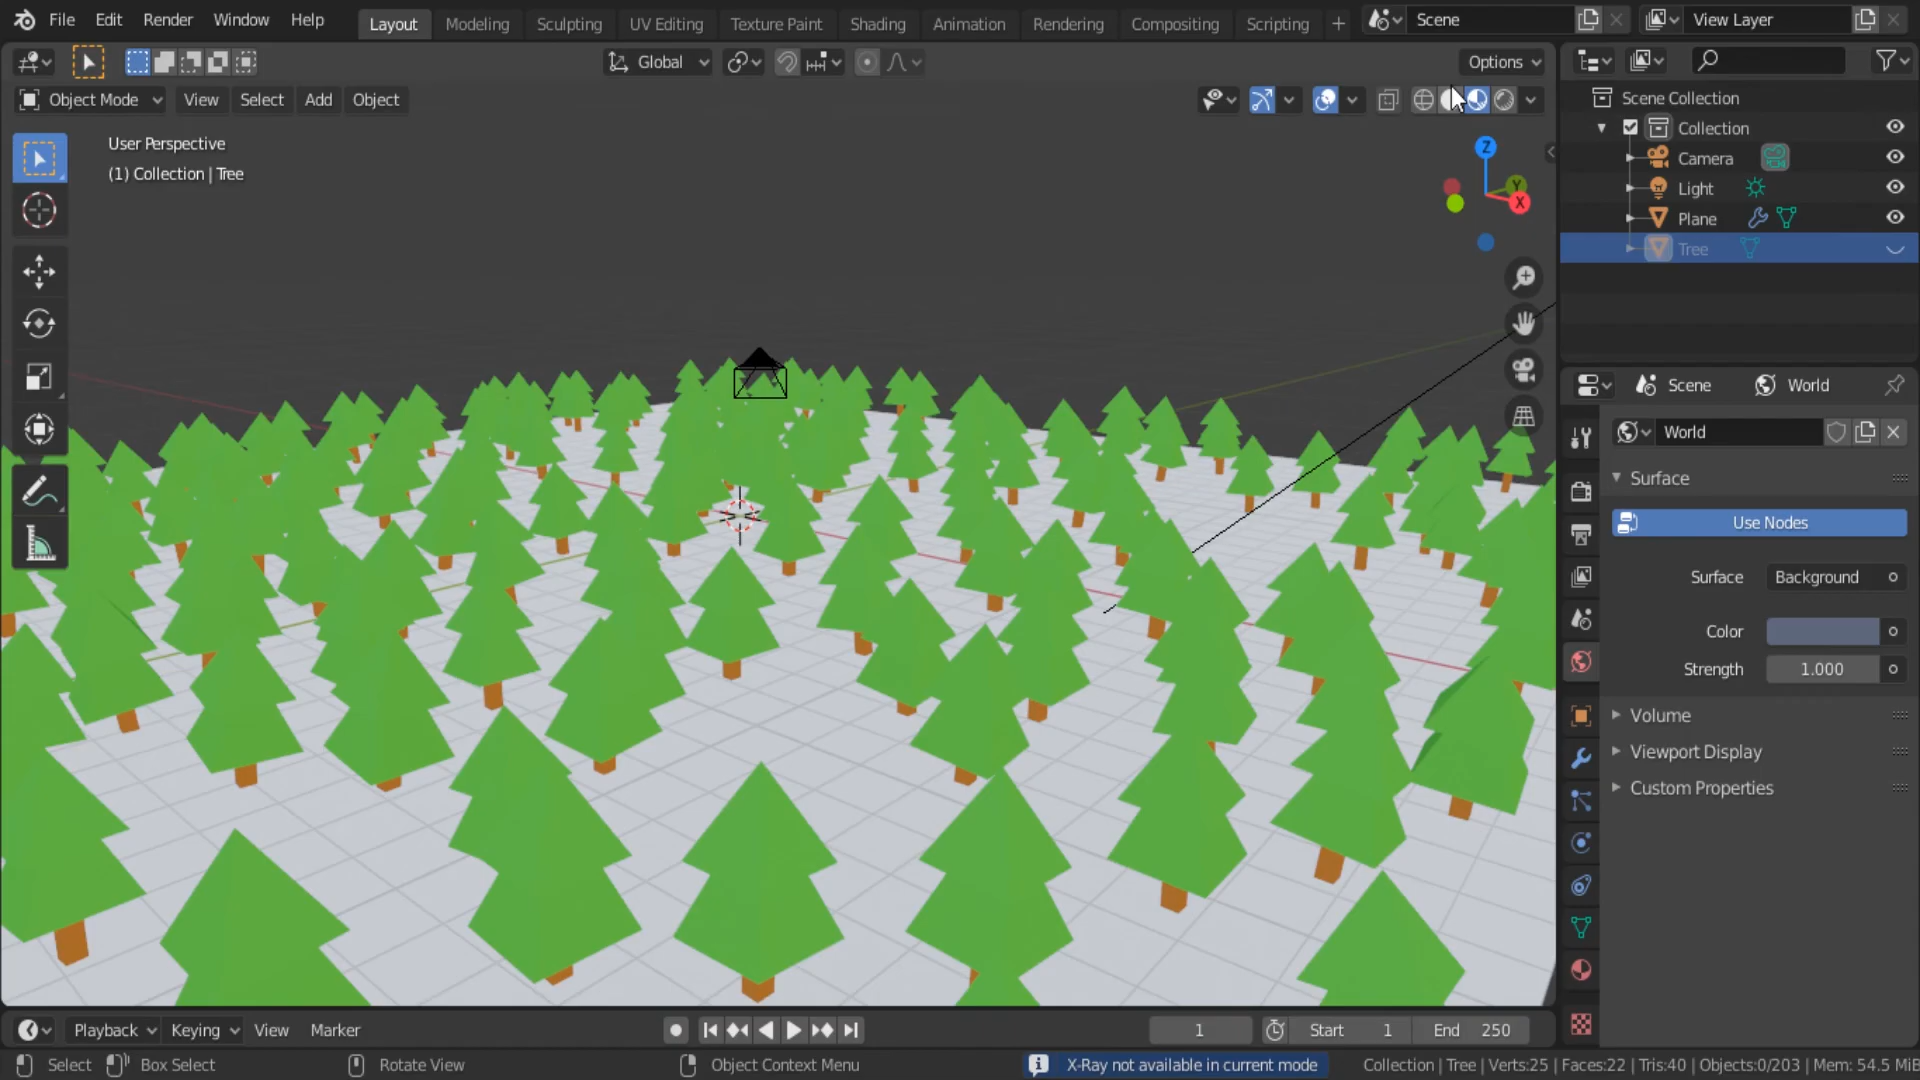 File Edit Render Window Help Layout Modeling Sculpting UV Editing Texture Paint Shading Animation Rendering Compositing Scripting + Scene View Layer
Global Options
Object Mode View Select Add Object
User Perspective
(1) Collection | Tree
Z
Y
X
Scene Collection
Collection
Camera
Light
Plane
Tree
Scene World
World
Surface
Use Nodes
Surface Background
Color
Strength 1.000
Volume
Viewport Display
Custom Properties
Playback Keying View Marker 1 Start 1 End 250
Select Box Select Rotate View Object Context Menu X-Ray not available in current mode Collection | Tree | Verts:25 | Faces:22 | Tris:40 | Objects:0/203 | Mem: 54.5 MiB